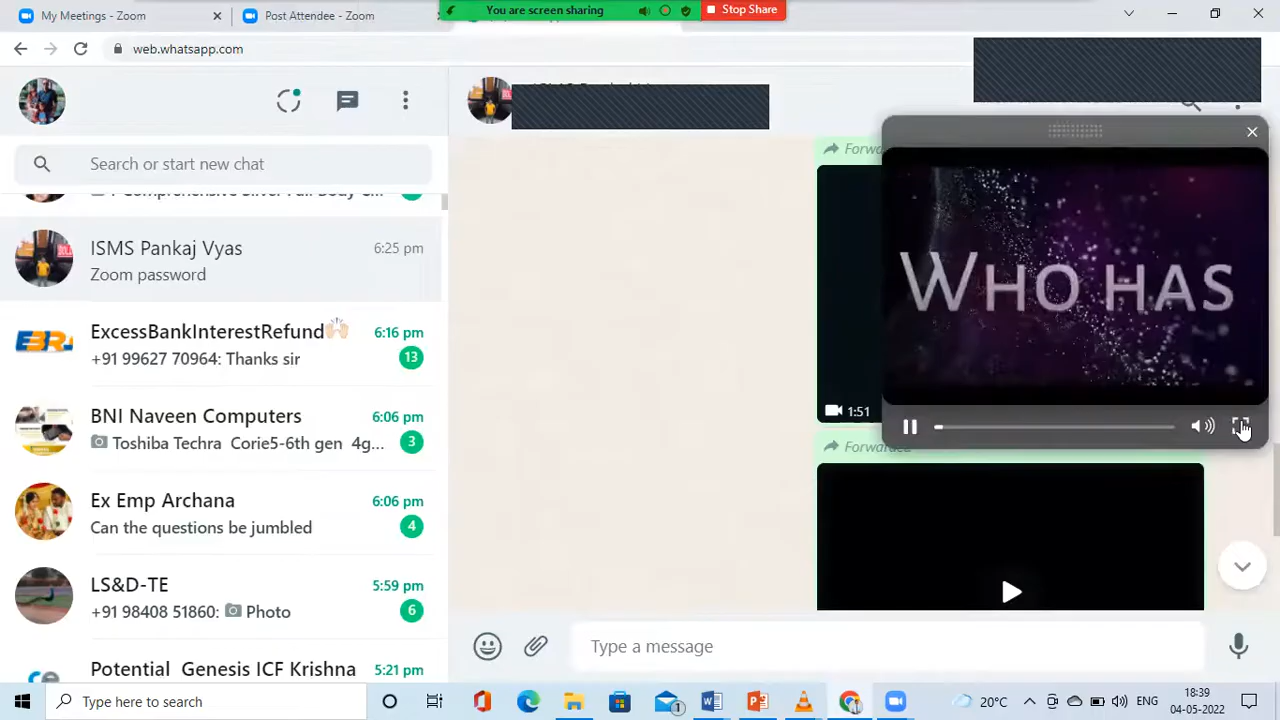 My Meetings - Zoom
Post Attendee - Zoom
You are screen sharing
Stop Share
web.whatsapp.com
Search or start new chat
ISMS Pankaj Vyas
6:25 pm
Zoom password
ExcessBankInterestRefund🙌🏻
6:16 pm
+91 99627 70964: Thanks sir
13
BNI Naveen Computers
6:06 pm
Toshiba Techra Corie5-6th gen 4g...
3
Ex Emp Archana
6:06 pm
Can the questions be jumbled
4
LS&D-TE
5:59 pm
+91 98408 51860: Photo
6
Potential Genesis ICF Krishna
5:21 pm
WHO HAS
1:51
Forwarded
Type a message
Type here to search
1
20°C
ENG
18:39
04-05-2022